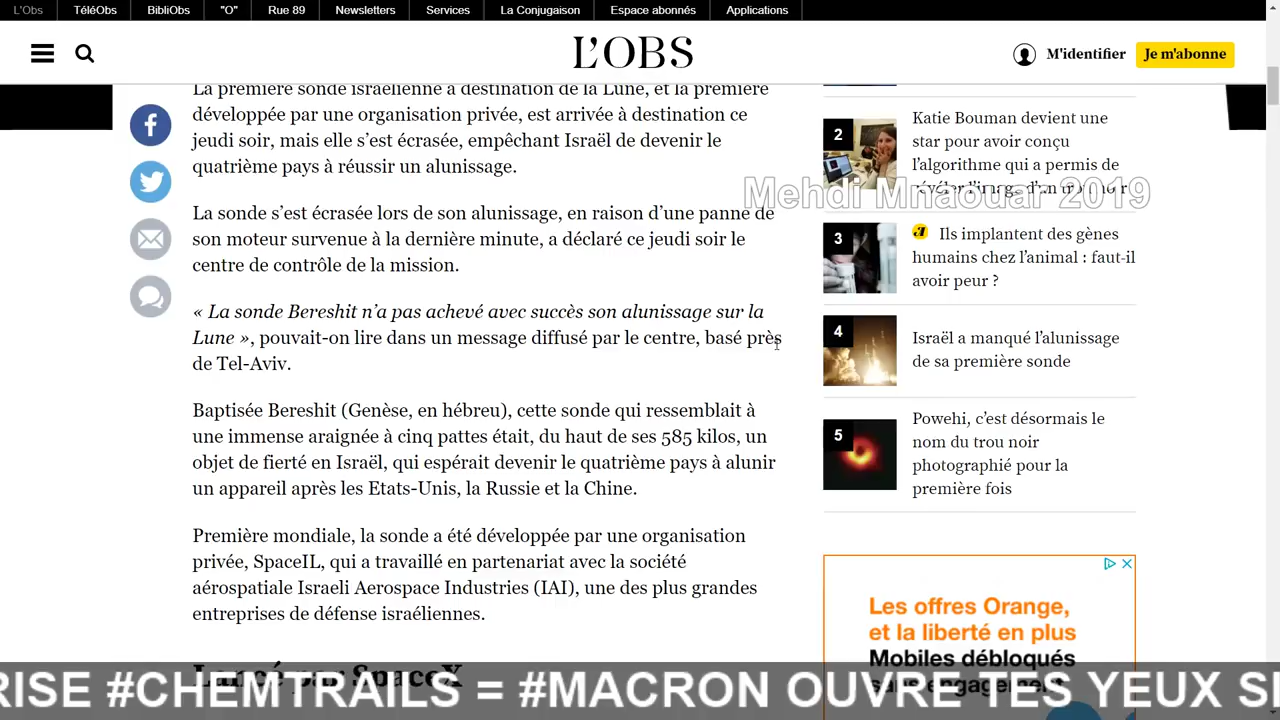 L'Obs TéléObs BibliObs "O" Rue 89 Newsletters Services La Conjugaison Espace abonnés Applications
L'OBS
M'identifier
Je m'abonne
La première sonde israélienne à destination de la Lune, et la première
développée par une organisation privée, est arrivée à destination ce
jeudi soir, mais elle s'est écrasée, empêchant Israël de devenir le
quatrième pays à réussir un alunissage.
La sonde s'est écrasée lors de son alunissage, en raison d'une panne de
son moteur survenue à la dernière minute, a déclaré ce jeudi soir le
centre de contrôle de la mission.
« La sonde Bereshit n'a pas achevé avec succès son alunissage sur la
Lune », pouvait-on lire dans un message diffusé par le centre, basé près
de Tel-Aviv.
Baptisée Bereshit (Genèse, en hébreu), cette sonde qui ressemblait à
une immense araignée à cinq pattes était, du haut de ses 585 kilos, un
objet de fierté en Israël, qui espérait devenir le quatrième pays à alunir
un appareil après les Etats-Unis, la Russie et la Chine.
Première mondiale, la sonde a été développée par une organisation
privée, SpaceIL, qui a travaillé en partenariat avec la société
aérospatiale Israeli Aerospace Industries (IAI), une des plus grandes
entreprises de défense israéliennes.
Lancé par SpaceX
2
Katie Bouman devient une
star pour avoir conçu
l'algorithme qui a permis de
révéler l'image d'un trou noir
Mehdi Mnaouar 2019
3
Ils implantent des gènes
humains chez l'animal : faut-il
avoir peur ?
4
Israël a manqué l'alunissage
de sa première sonde
5
Powehi, c'est désormais le
nom du trou noir
photographié pour la
première fois
Les offres Orange,
et la liberté en plus
Mobiles débloqués
sans engagement
RISE #CHEMTRAILS = #MACRON OUVRE TES YEUX SI